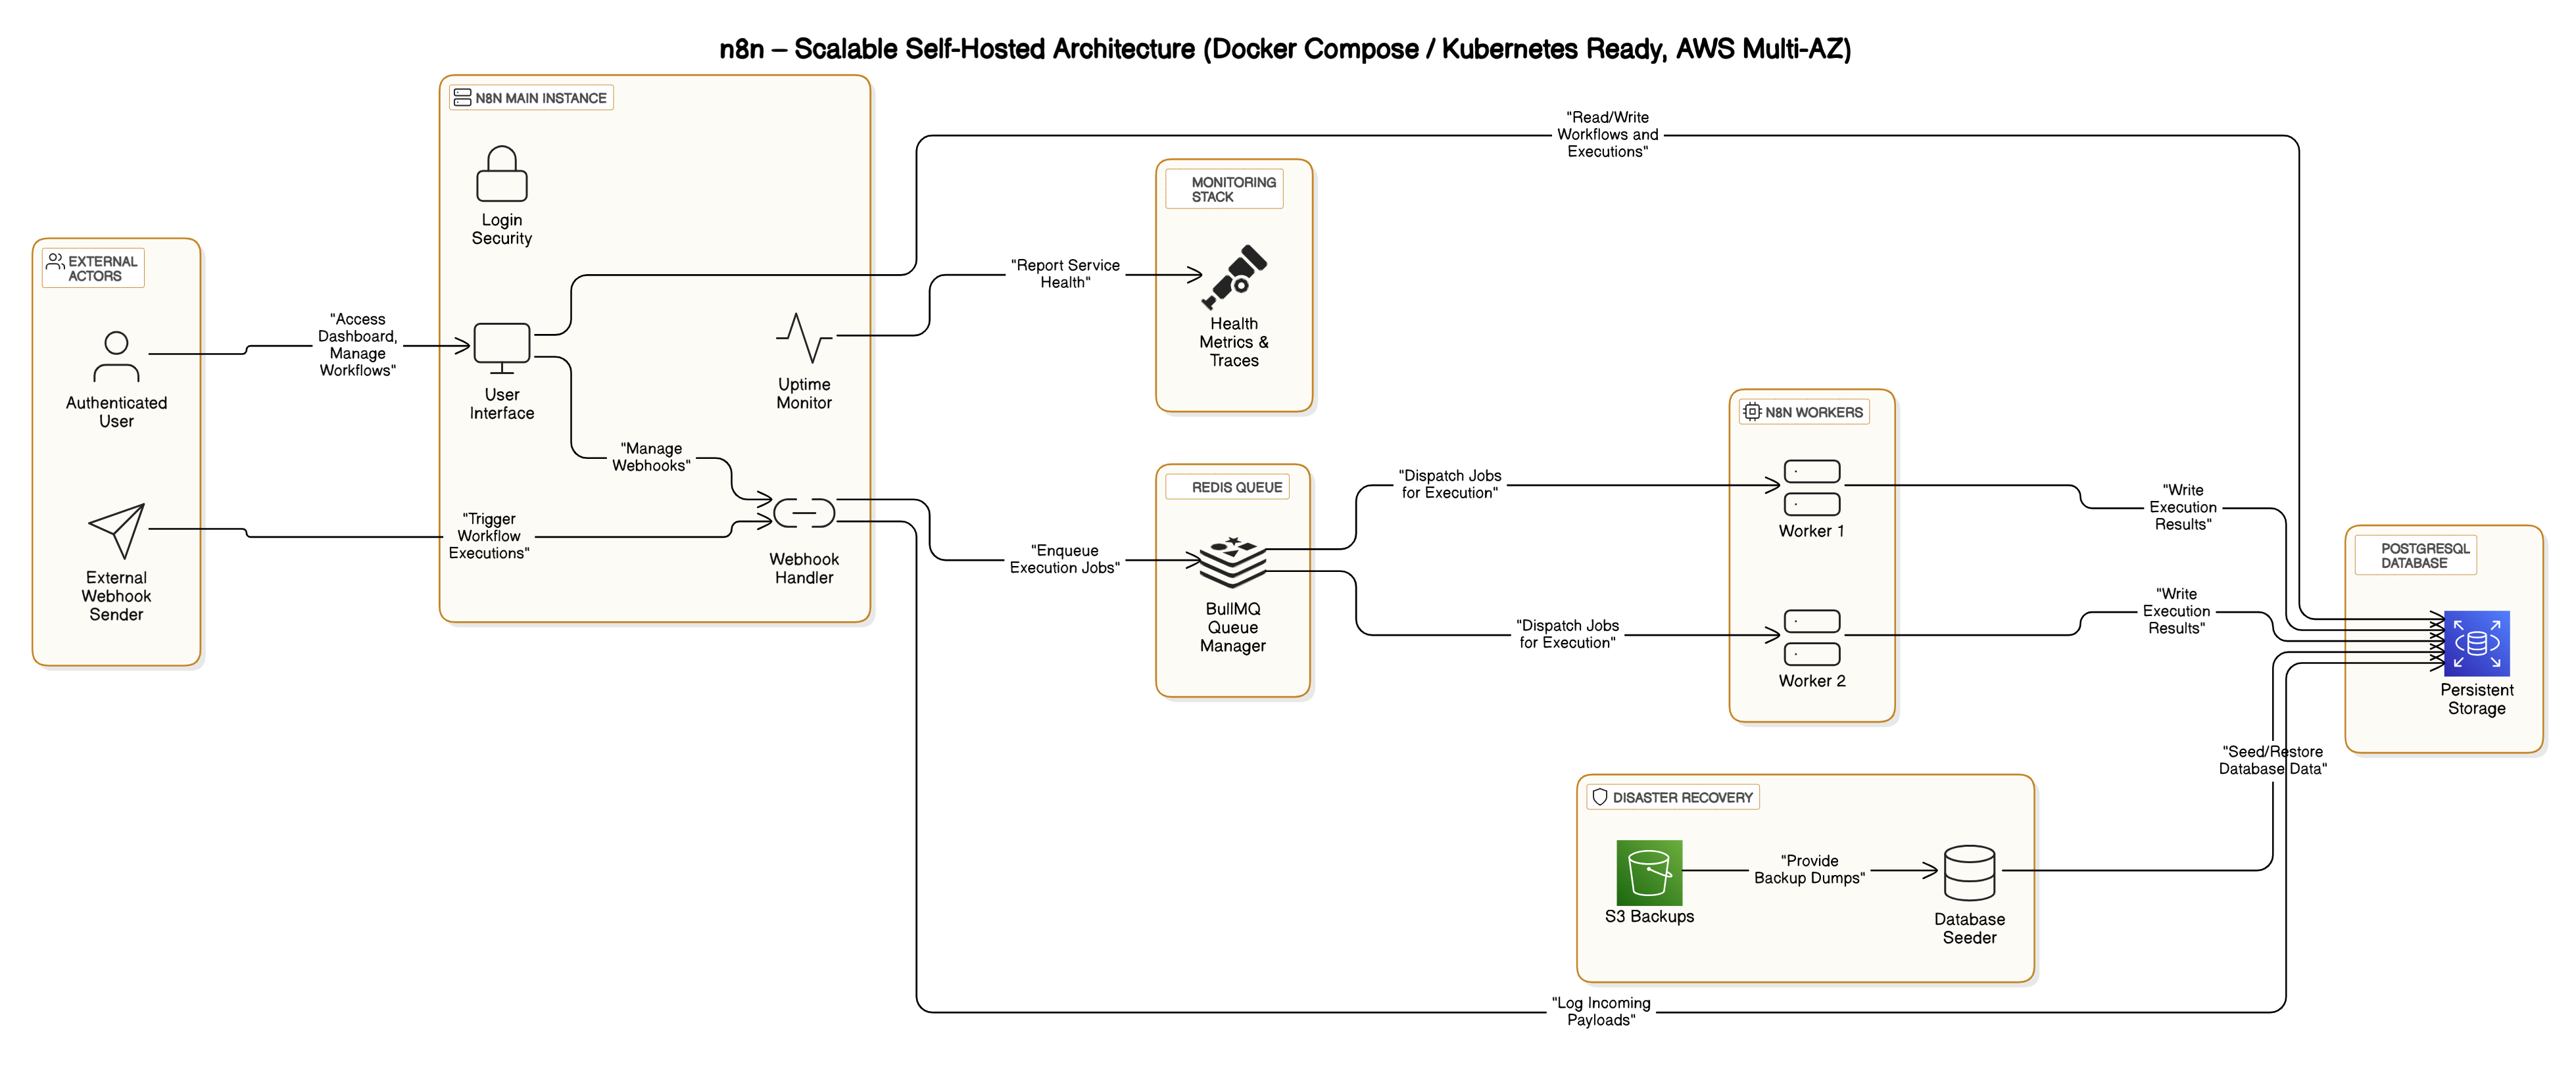 n8n – Scalable Self-Hosted Architecture (Docker Compose / Kubernetes Ready, AWS Multi-AZ)
EXTERNAL
ACTORS
Authenticated
User
External
Webhook
Sender
"Access
Dashboard,
Manage
Workflows"
"Trigger
Workflow
Executions"
N8N MAIN INSTANCE
Login
Security
User
Interface
"Manage
Webhooks"
Uptime
Monitor
Webhook
Handler
"Report Service
Health"
"Enqueue
Execution Jobs"
MONITORING
STACK
Health
Metrics &
Traces
REDIS QUEUE
BullMQ
Queue
Manager
"Read/Write
Workflows and
Executions"
"Dispatch Jobs
for Execution"
"Dispatch Jobs
for Execution"
N8N WORKERS
Worker 1
Worker 2
"Write
Execution
Results"
"Write
Execution
Results"
DISASTER RECOVERY
S3 Backups
"Provide
Backup Dumps"
Database
Seeder
"Seed/Restore
Database Data"
"Log Incoming
Payloads"
POSTGRESQL
DATABASE
Persistent
Storage